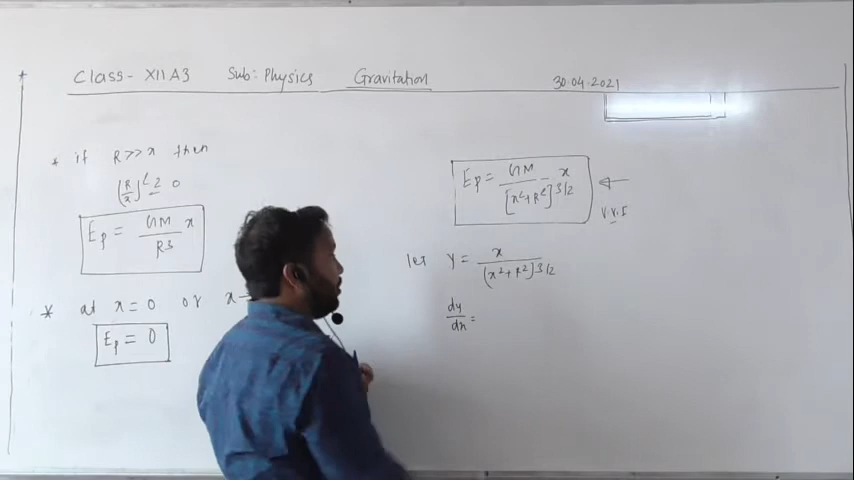 Class- XII A3 Sub: Physics Gravitation 30.04.2021
* if R>>x then
(R/x)² ≃ 0
Ep = GM/R3 x
* at x = 0 or x→
Ep = 0
Ep = GM x/[x²+R²]3/2 ←
V.V.I
let y = x/(x²+R²)3/2
dy/dx =